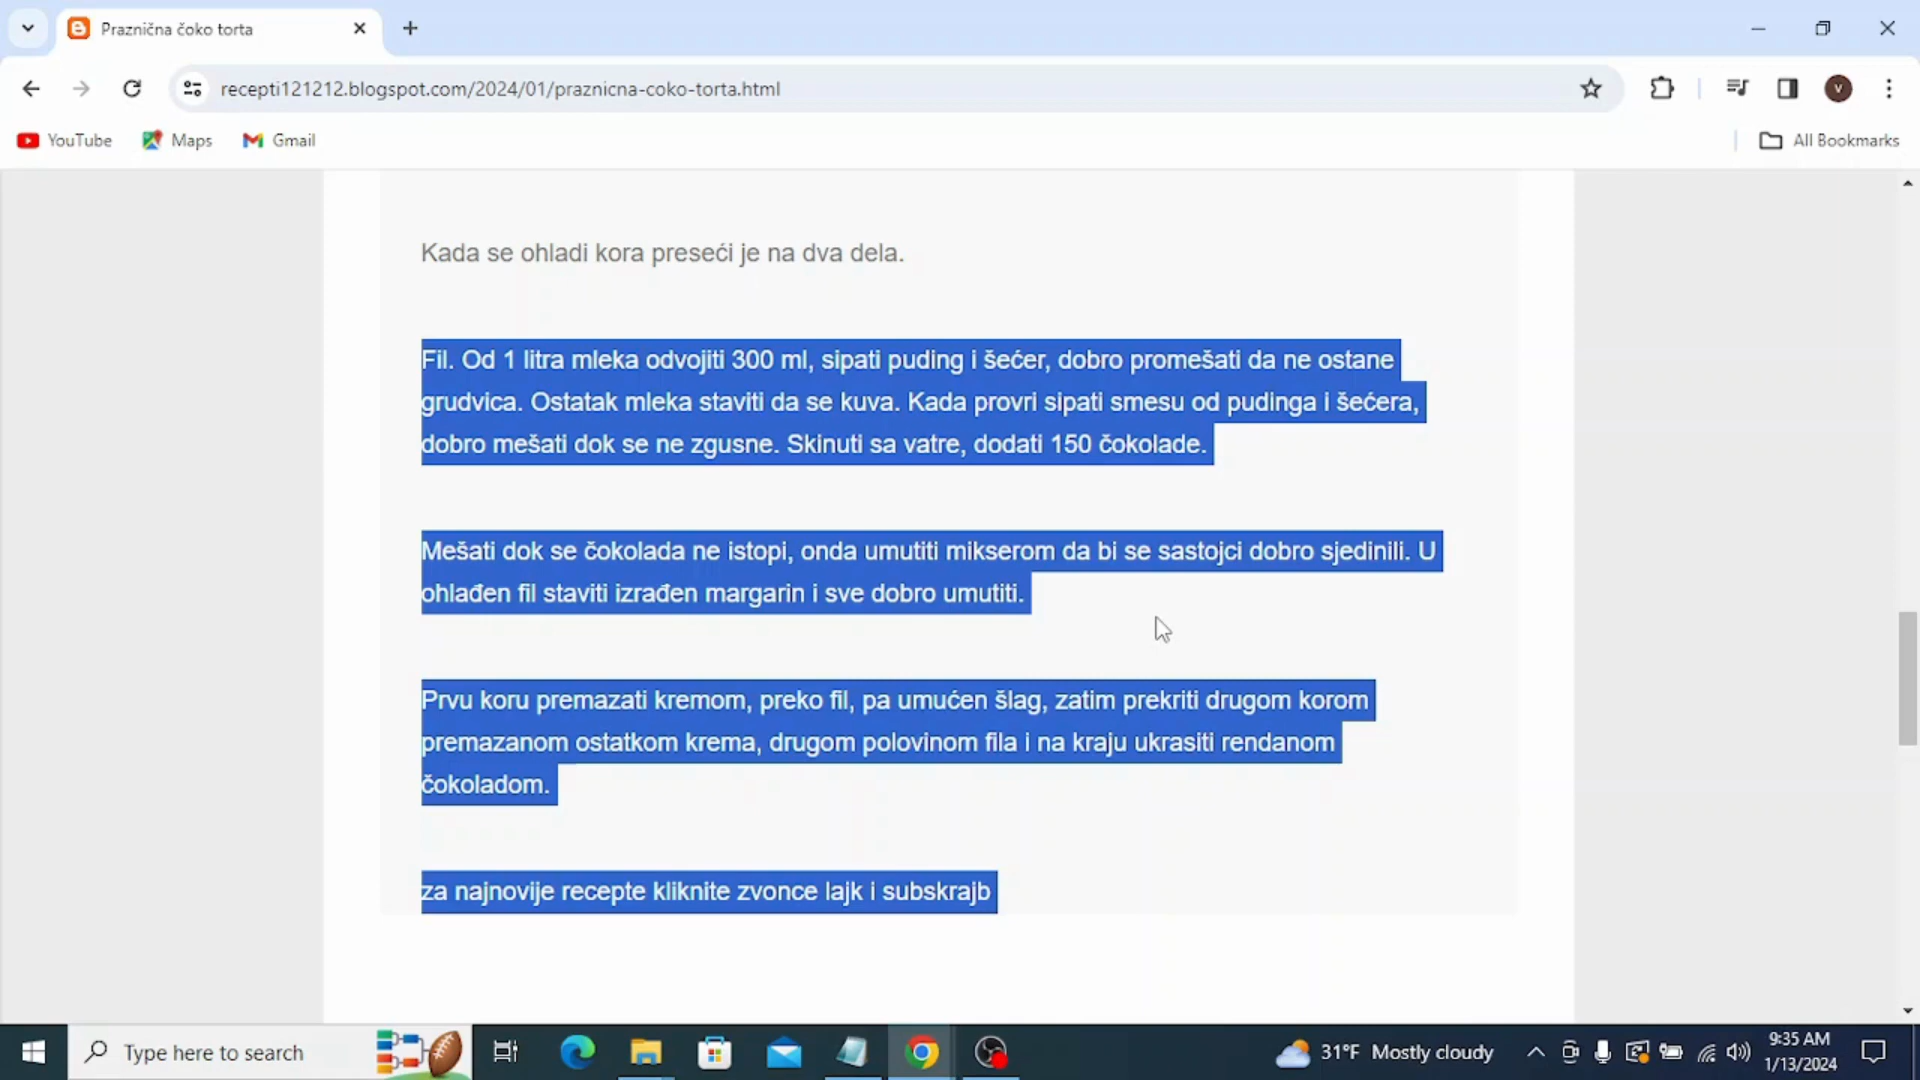 Praznična čoko torta
recepti121212.blogspot.com/2024/01/praznicna-coko-torta.html
V
YouTube
Maps
Gmail
All Bookmarks
Kada se ohladi kora preseći je na dva dela.
Fil. Od 1 litra mleka odvojiti 300 ml, sipati puding i šećer, dobro promešati da ne ostane
grudvica. Ostatak mleka staviti da se kuva. Kada provri sipati smesu od pudinga i šećera,
dobro mešati dok se ne zgusne. Skinuti sa vatre, dodati 150 čokolade.
Mešati dok se čokolada ne istopi, onda umutiti mikserom da bi se sastojci dobro sjedinili. U
ohlađen fil staviti izrađen margarin i sve dobro umutiti.
Prvu koru premazati kremom, preko fil, pa umućen šlag, zatim prekriti drugom korom
premazanom ostatkom krema, drugom polovinom fila i na kraju ukrasiti rendanom
čokoladom.
za najnovije recepte kliknite zvonce lajk i subskrajb
Type here to search
31°F Mostly cloudy
9:35 AM
1/13/2024